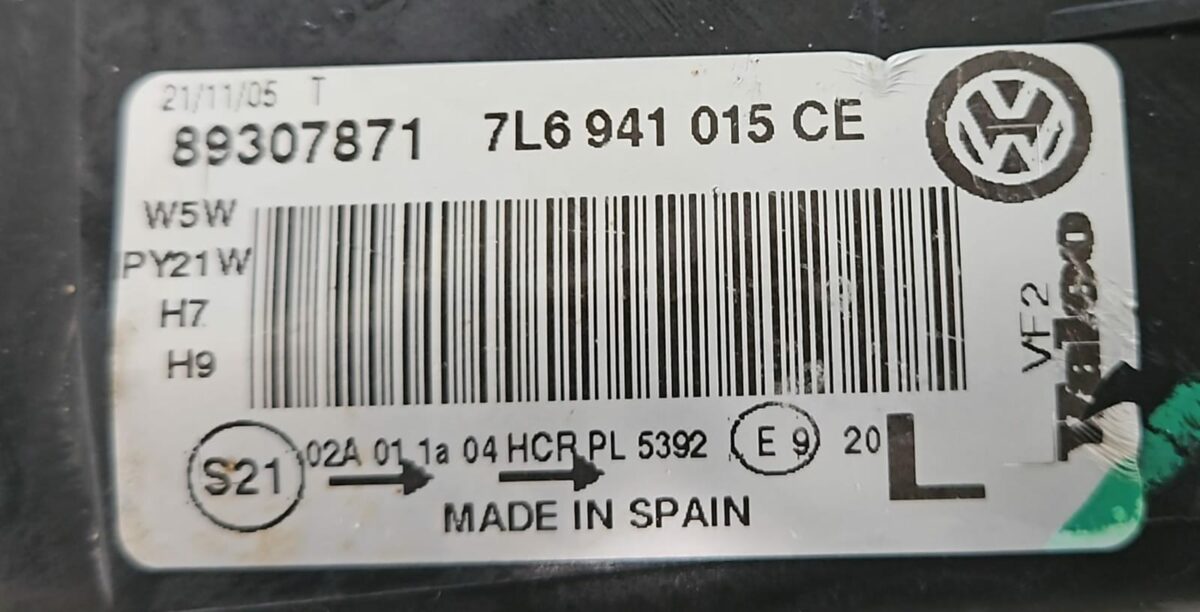 21/11/05 T
89307871 7L6 941 015 CE
W5W
PY21W
H7
H9
VF2
Valeo
S21 02A 01 1a 04 HCR PL 5392 E 9 20 L
MADE IN SPAIN